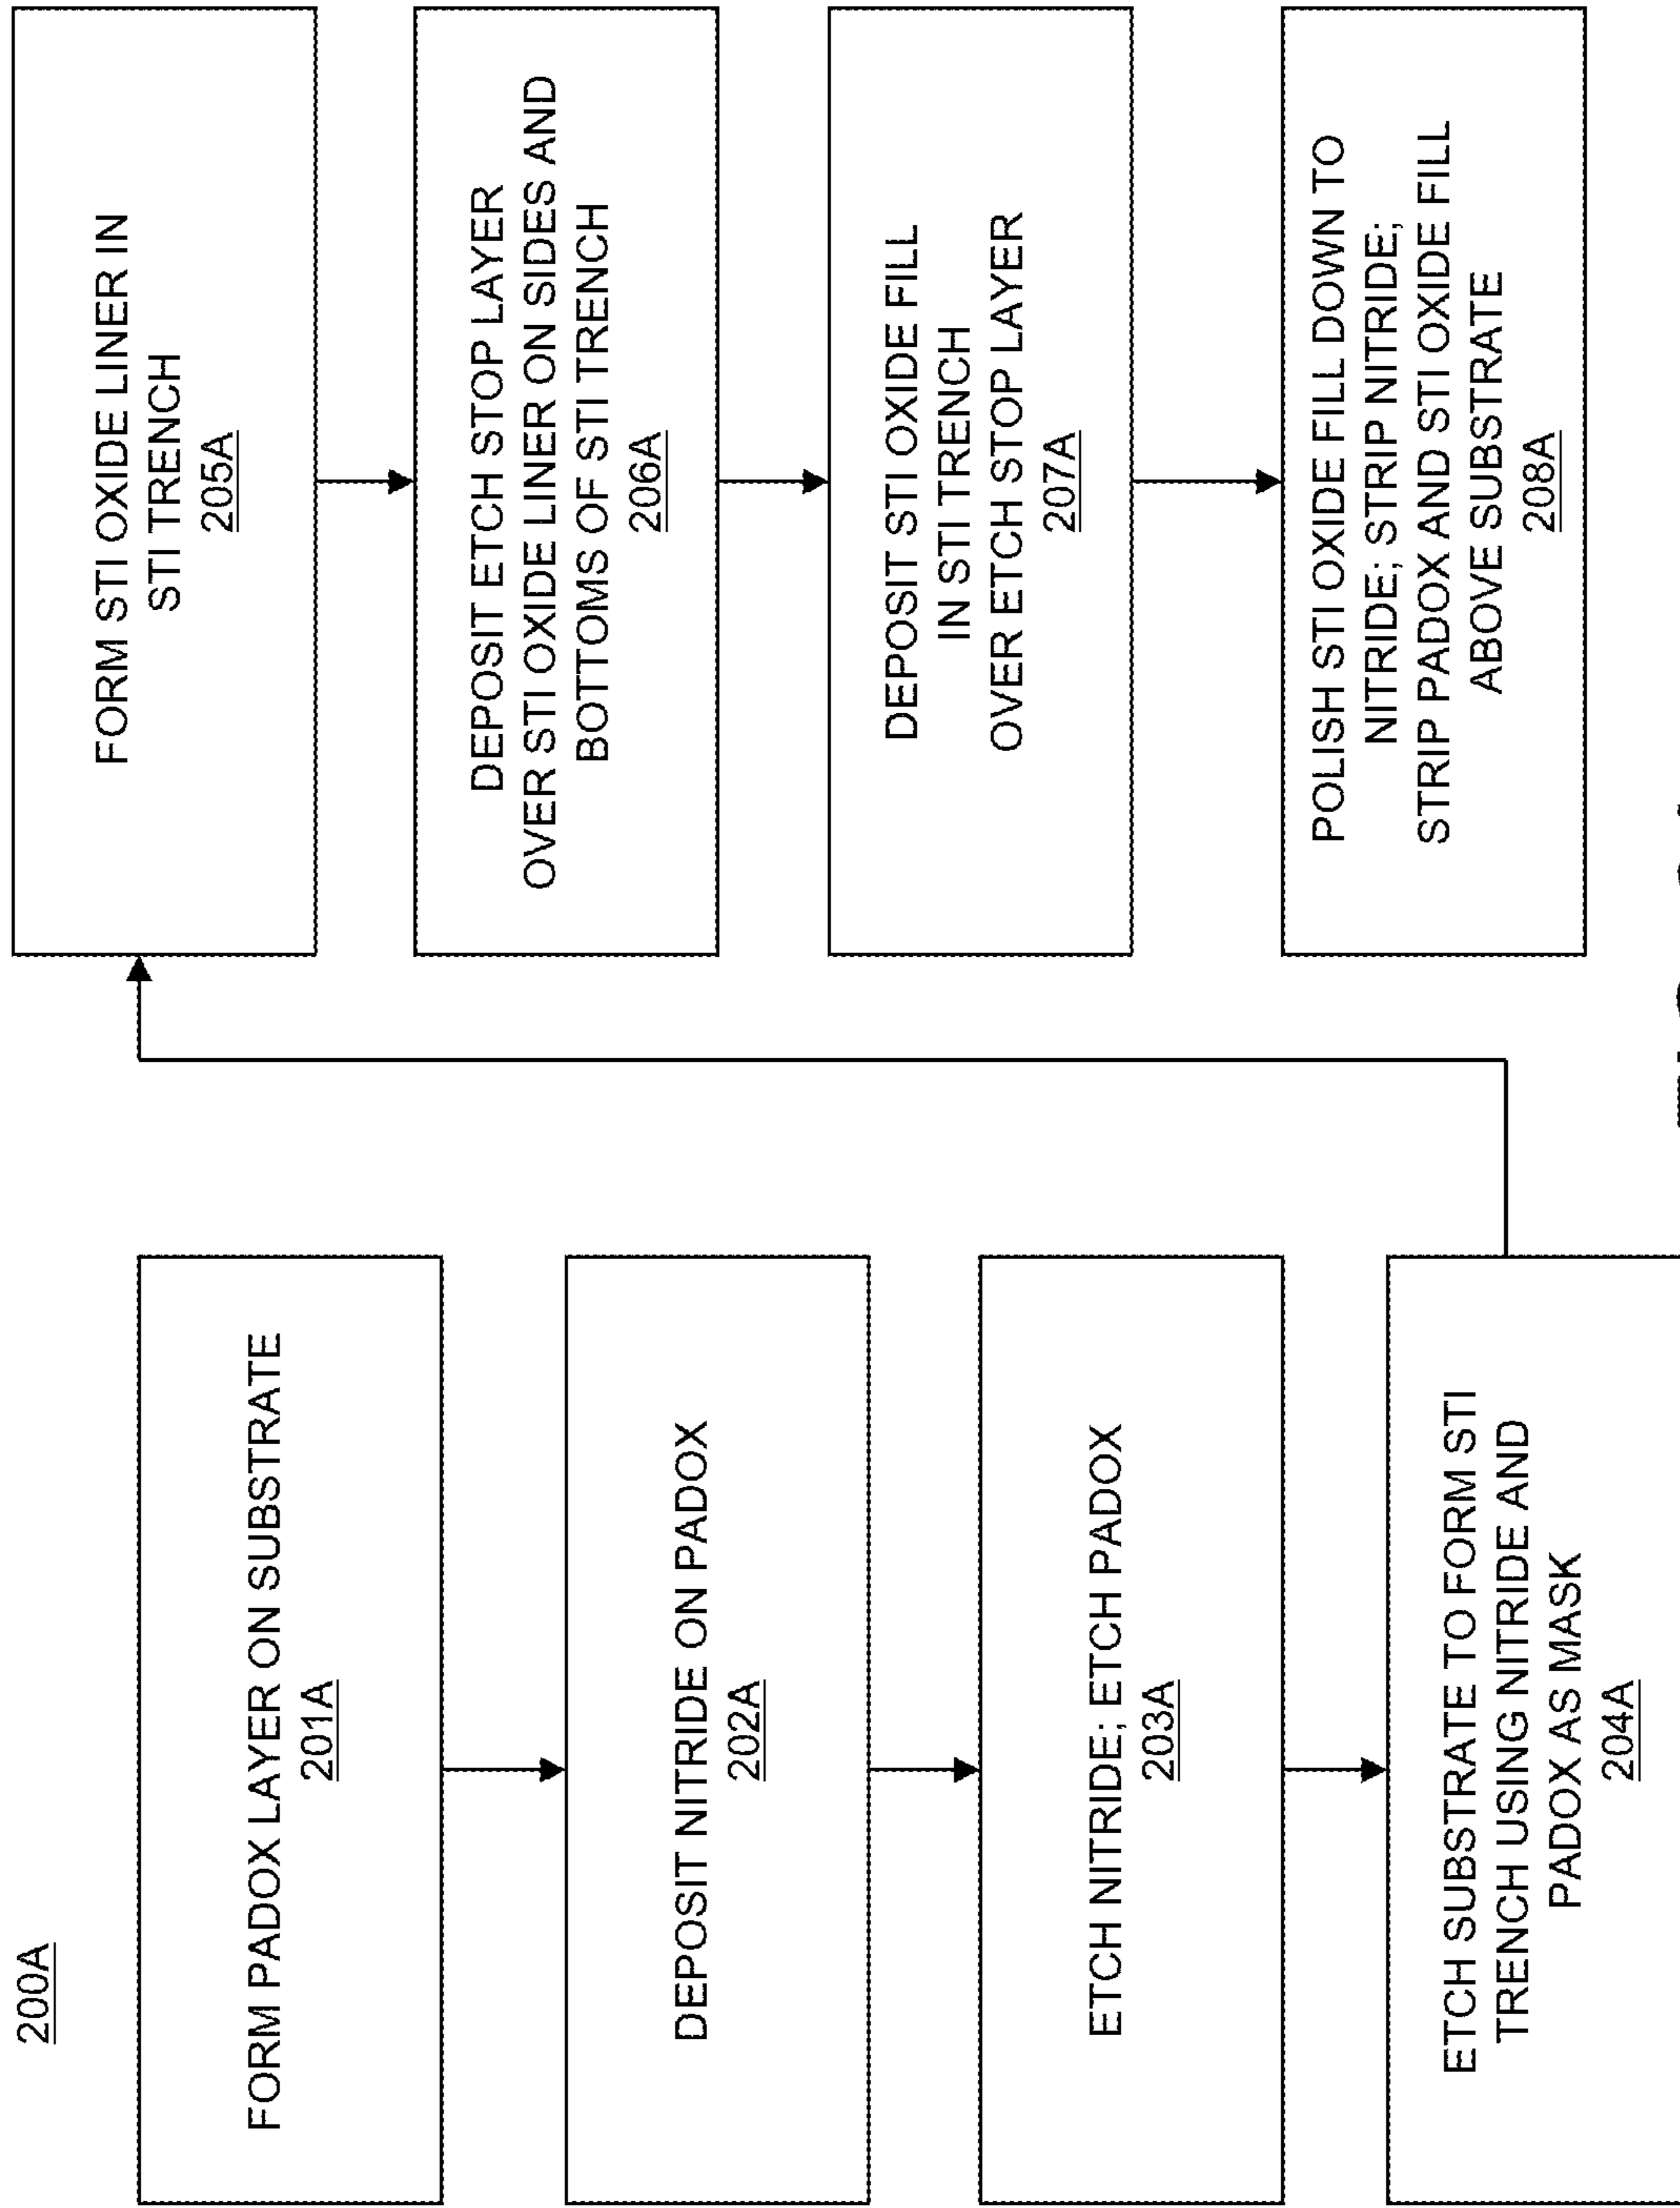 200A
FORM PADOX LAYER ON SUBSTRATE
201A
DEPOSIT NITRIDE ON PADOX
202A
ETCH NITRIDE; ETCH PADOX
203A
ETCH SUBSTRATE TO FORM STI
TRENCH USING NITRIDE AND
PADOX AS MASK
204A
FORM STI OXIDE LINER IN
STI TRENCH
205A
DEPOSIT ETCH STOP LAYER
OVER STI OXIDE LINER ON SIDES AND
BOTTOMS OF STI TRENCH
206A
DEPOSIT STI OXIDE FILL
IN STI TRENCH
OVER ETCH STOP LAYER
207A
POLISH STI OXIDE FILL DOWN TO
NITRIDE; STRIP NITRIDE;
STRIP PADOX AND STI OXIDE FILL
ABOVE SUBSTRATE
208A